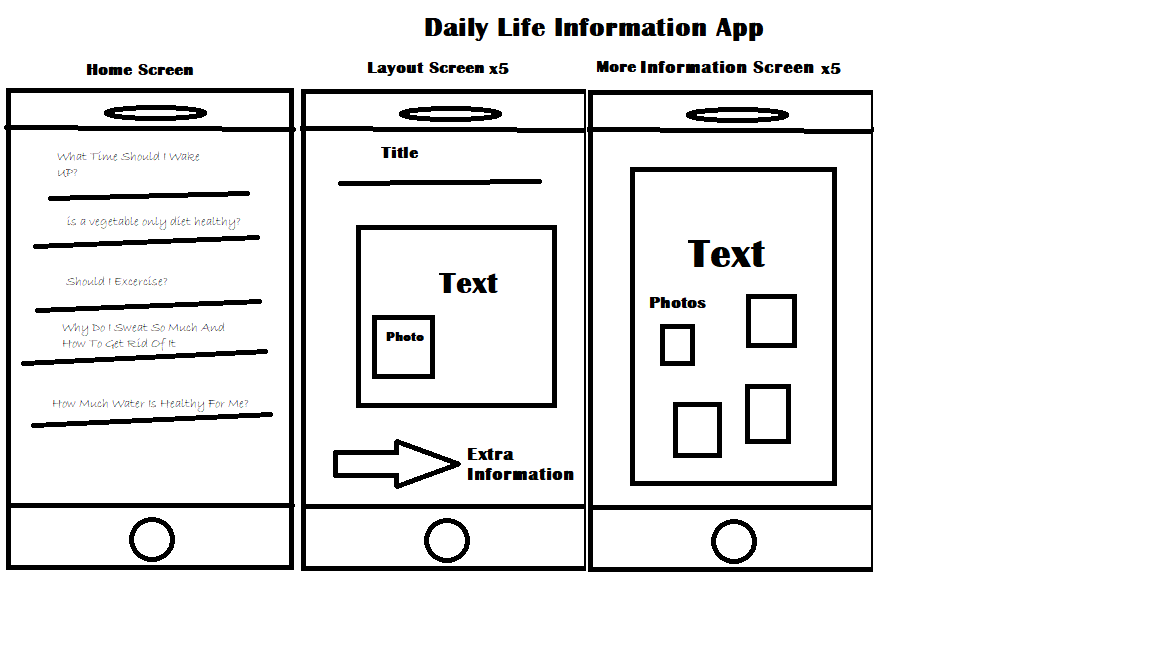 Daily Life Information App
Home Screen
What Time Should I Wake
UP?
is a vegetable only diet healthy?
Should I Excercise?
Why Do I Sweat So Much And
How To Get Rid Of It
How Much Water Is Healthy For Me?
Layout Screen x5
Title
Text
Photo
Extra
Information
More Information Screen x5
Text
Photos